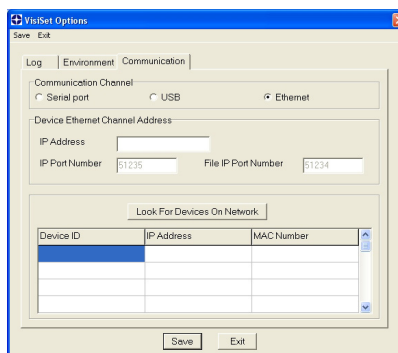 VisiSet Options
Save Exit
Log Environment Communication
Communication Channel
Serial port USB Ethernet
Device Ethernet Channel Address
IP Address
IP Port Number 51235 File IP Port Number 51234
Look For Devices On Network
Device ID IP Address MAC Number
Save Exit